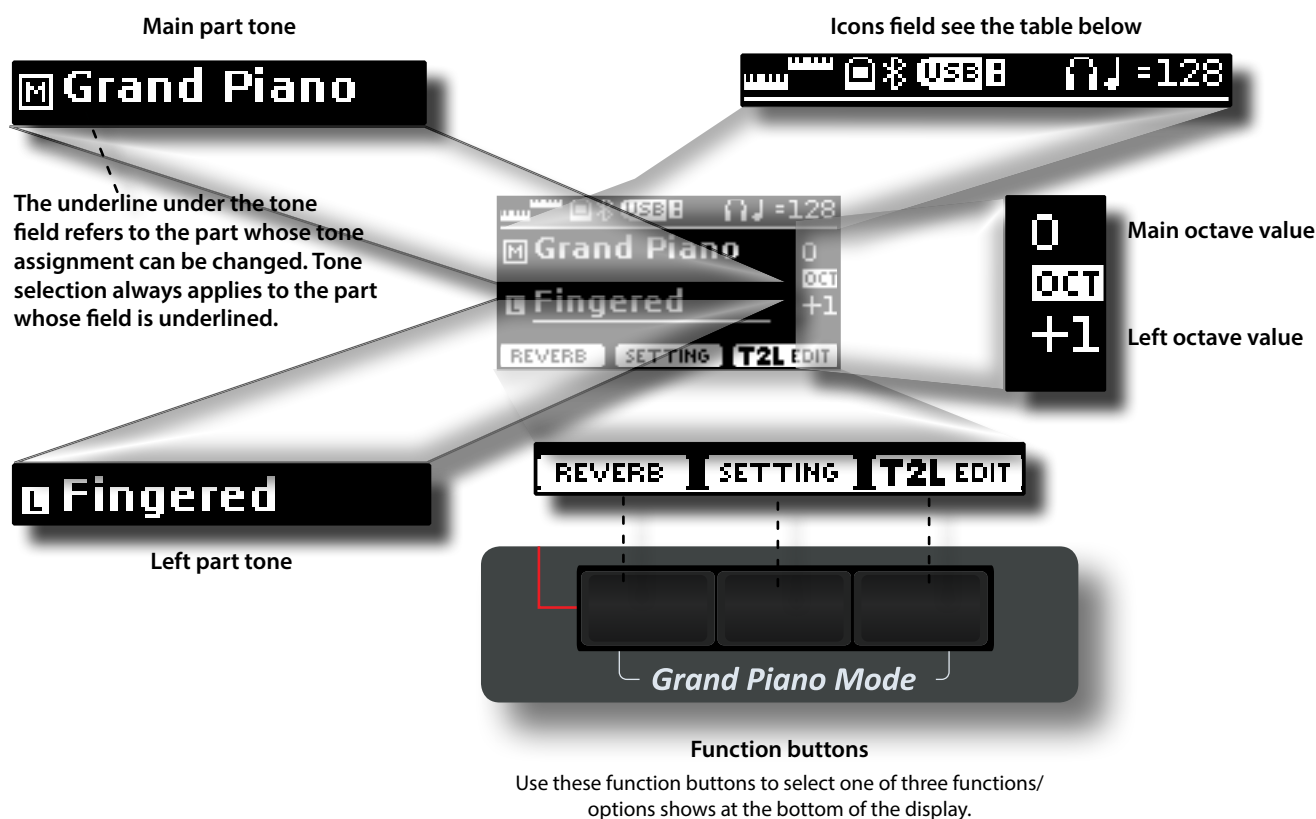 Main part tone
Icons field see the table below
M Grand Piano
USB =128
The underline under the tone
field refers to the part whose tone
assignment can be changed. Tone
selection always applies to the part
whose field is underlined.
USB =128
M Grand Piano 0
OCT
L Fingered +1
REVERB SETTING T2L EDIT
0
OCT
+1
Main octave value
Left octave value
L Fingered
Left part tone
REVERB SETTING T2L EDIT
Grand Piano Mode
Function buttons
Use these function buttons to select one of three functions/
options shows at the bottom of the display.